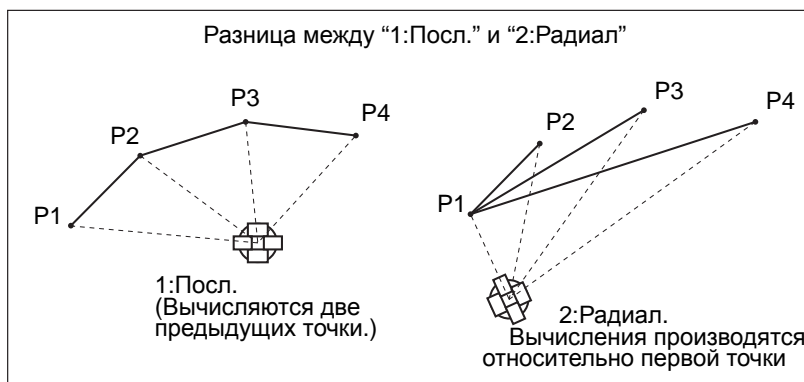 Разница между “1:Посл.” и “2:Радиал”
P1
P2
P3
P4
1:Посл.
(Вычисляются две
предыдущих точки.)
P1
P2
P3
P4
2:Радиал.
Вычисления производятся
относительно первой точки